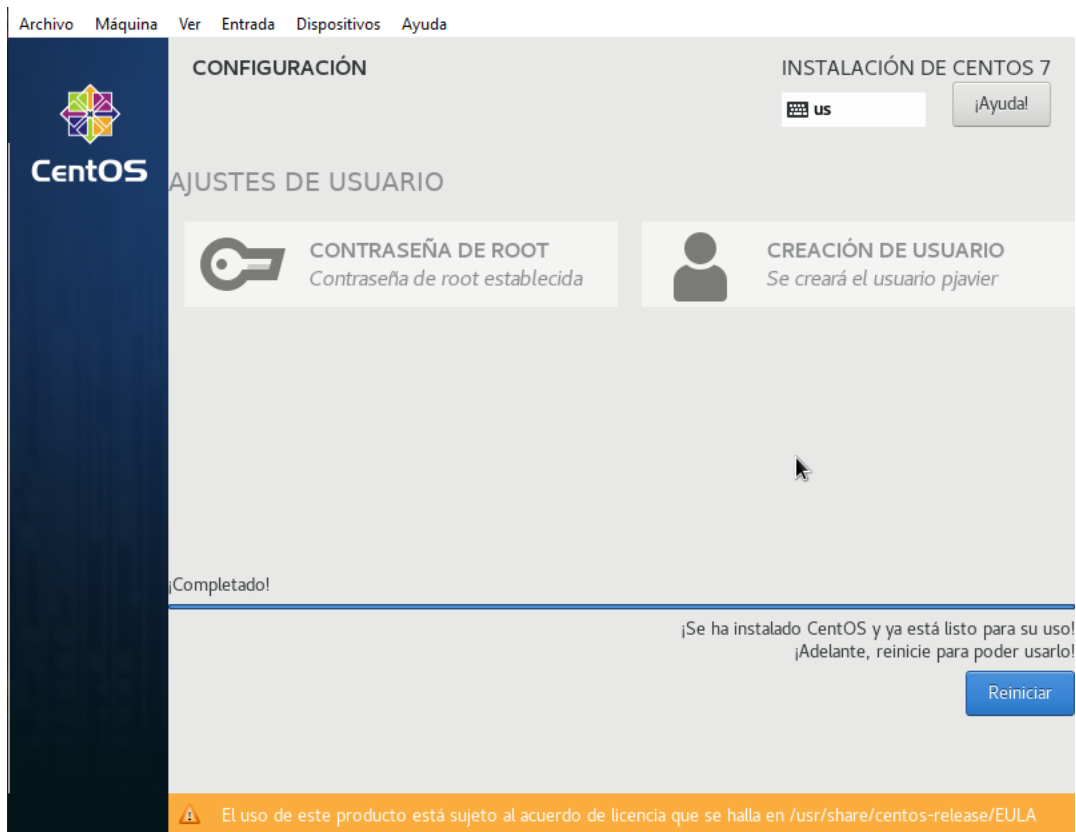 Archivo Máquina Ver Entrada Dispositivos Ayuda
CONFIGURACIÓN
INSTALACIÓN DE CENTOS 7
us
¡Ayuda!
CentOS
AJUSTES DE USUARIO
CONTRASEÑA DE ROOT
Contraseña de root establecida
CREACIÓN DE USUARIO
Se creará el usuario pjavier
¡Completado!
¡Se ha instalado CentOS y ya está listo para su uso!
¡Adelante, reinicie para poder usarlo!
Reiniciar
El uso de este producto está sujeto al acuerdo de licencia que se halla en /usr/share/centos-release/EULA